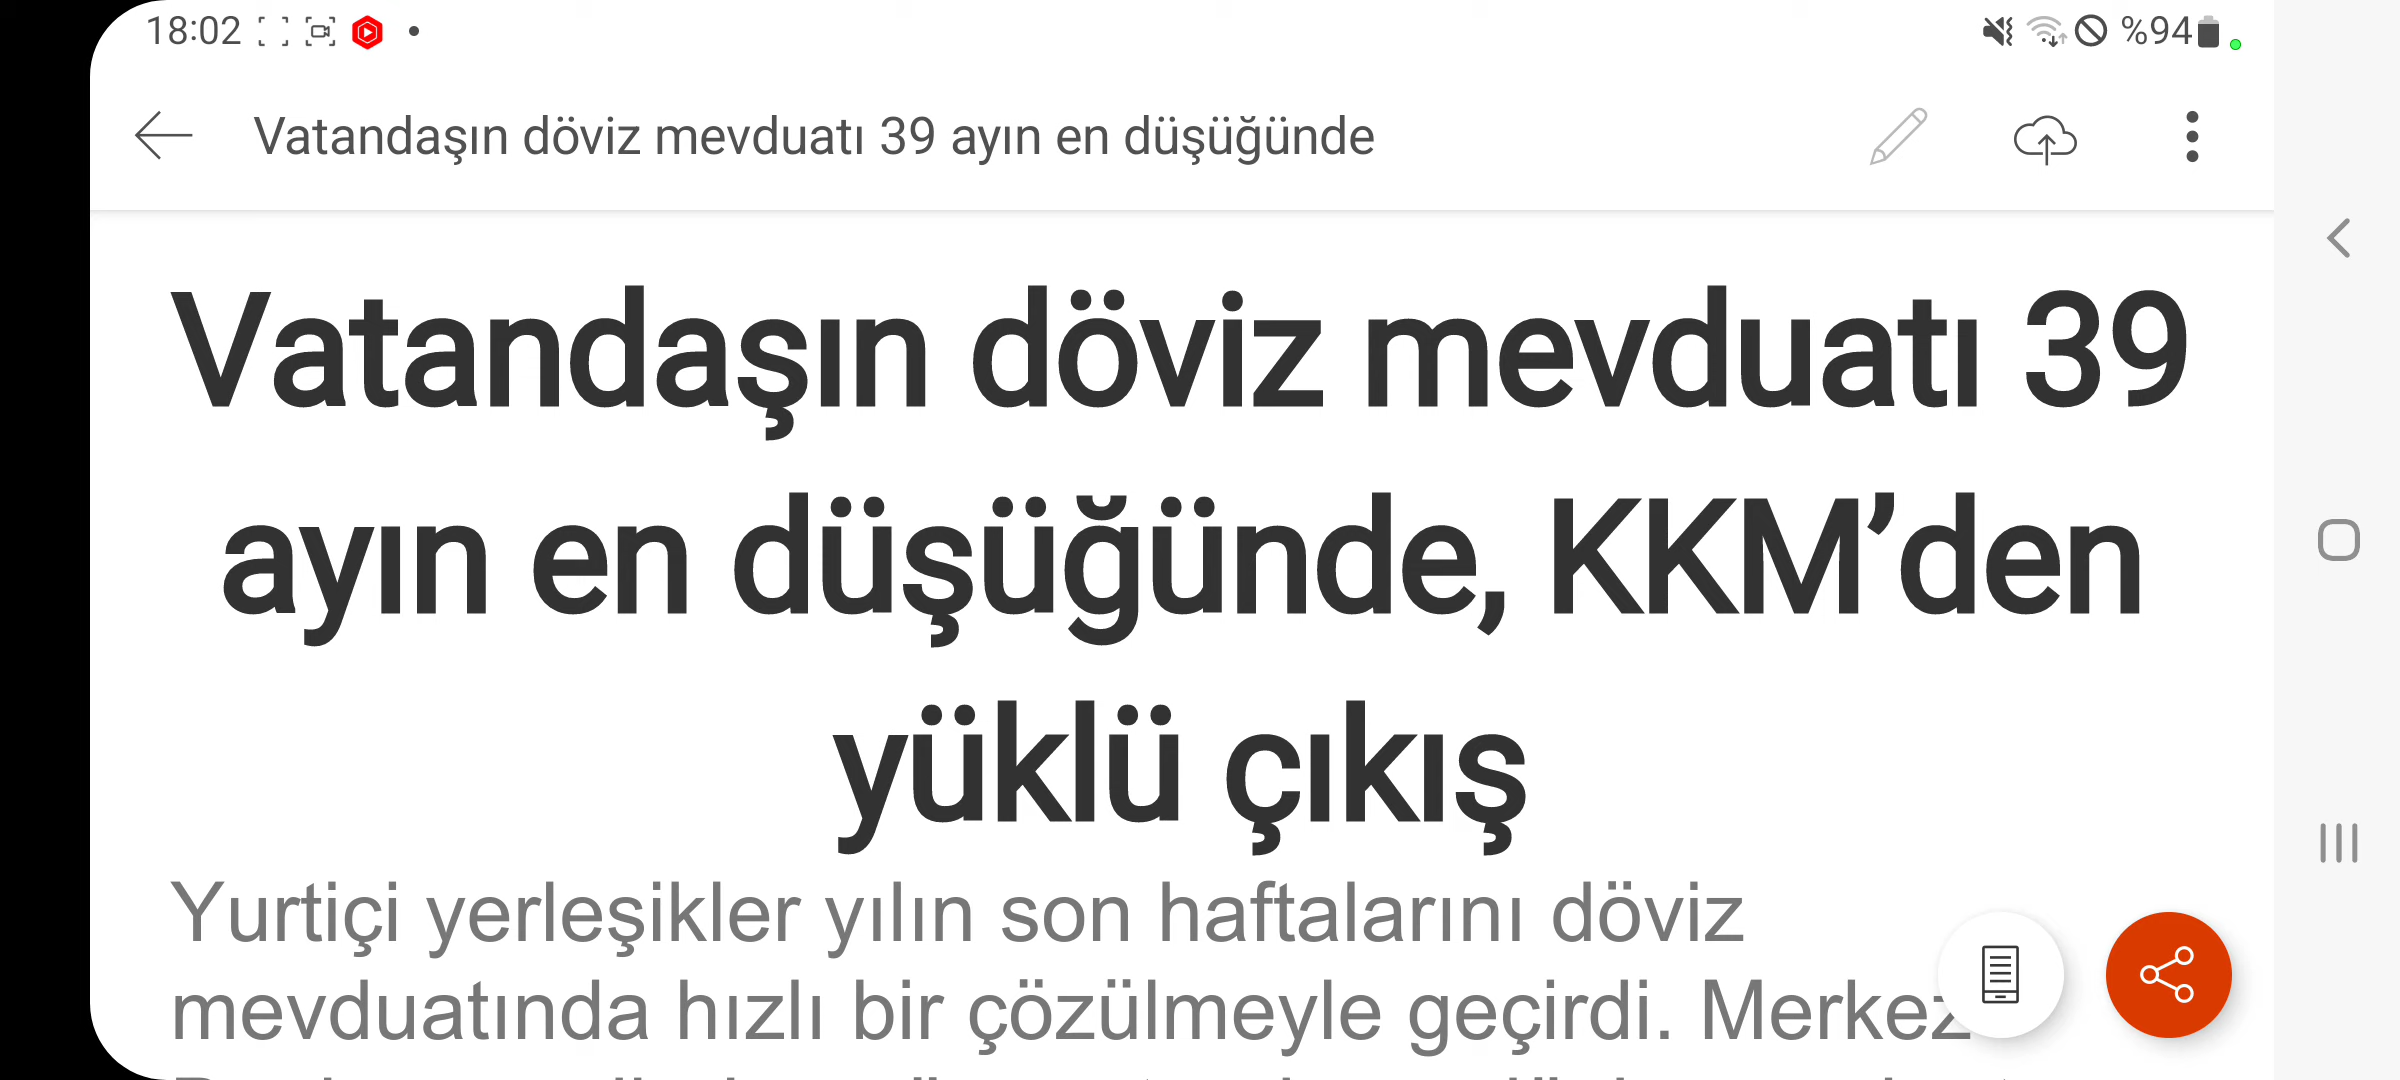 18:02
%94
Vatandaşın döviz mevduatı 39 ayın en düşüğünde
Vatandaşın döviz mevduatı 39
ayın en düşüğünde, KKM’den
yüklü çıkış
Yurtiçi yerleşikler yılın son haftalarını döviz
mevduatında hızlı bir çözülmeyle geçirdi. Merkez